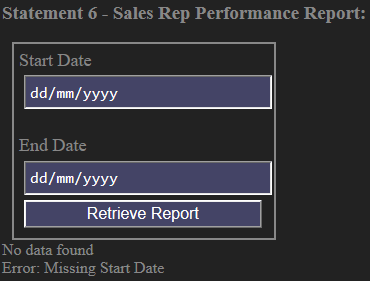 Statement 6 - Sales Rep Performance Report:
Start Date
dd/mm/yyyy
End Date
dd/mm/yyyy
Retrieve Report
No data found
Error: Missing Start Date